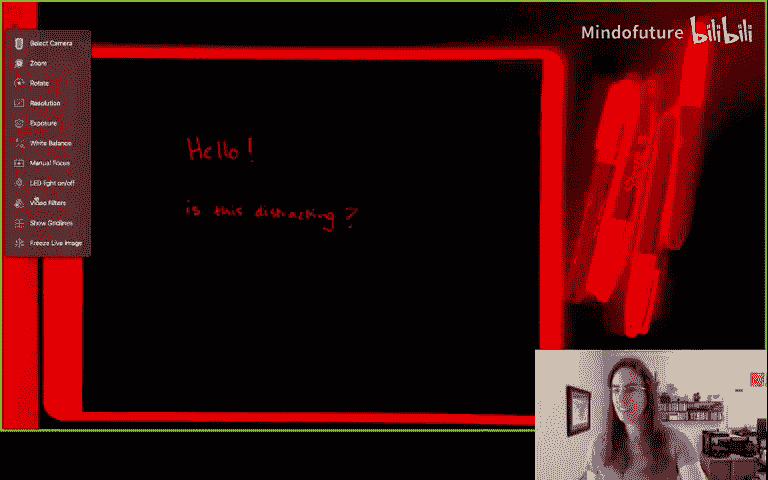 Mindofuture bilibili
Select Camera
Zoom
Rotate
Resolution
Exposure
White Balance
Manual Focus
LED light on/off
Video Filters
Show Gridlines
Freeze Live Image
Hello!
is this distracting?